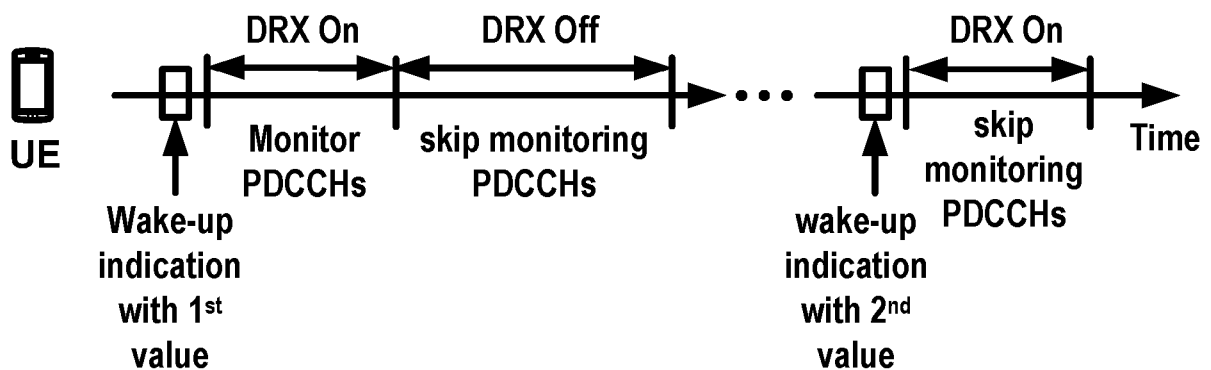 DRX On
DRX Off
DRX On
UE
Monitor
PDCCHs
skip monitoring
PDCCHs
skip
monitoring
PDCCHs
Time
Wake-up
indication
with 1st
value
wake-up
indication
with 2nd
value